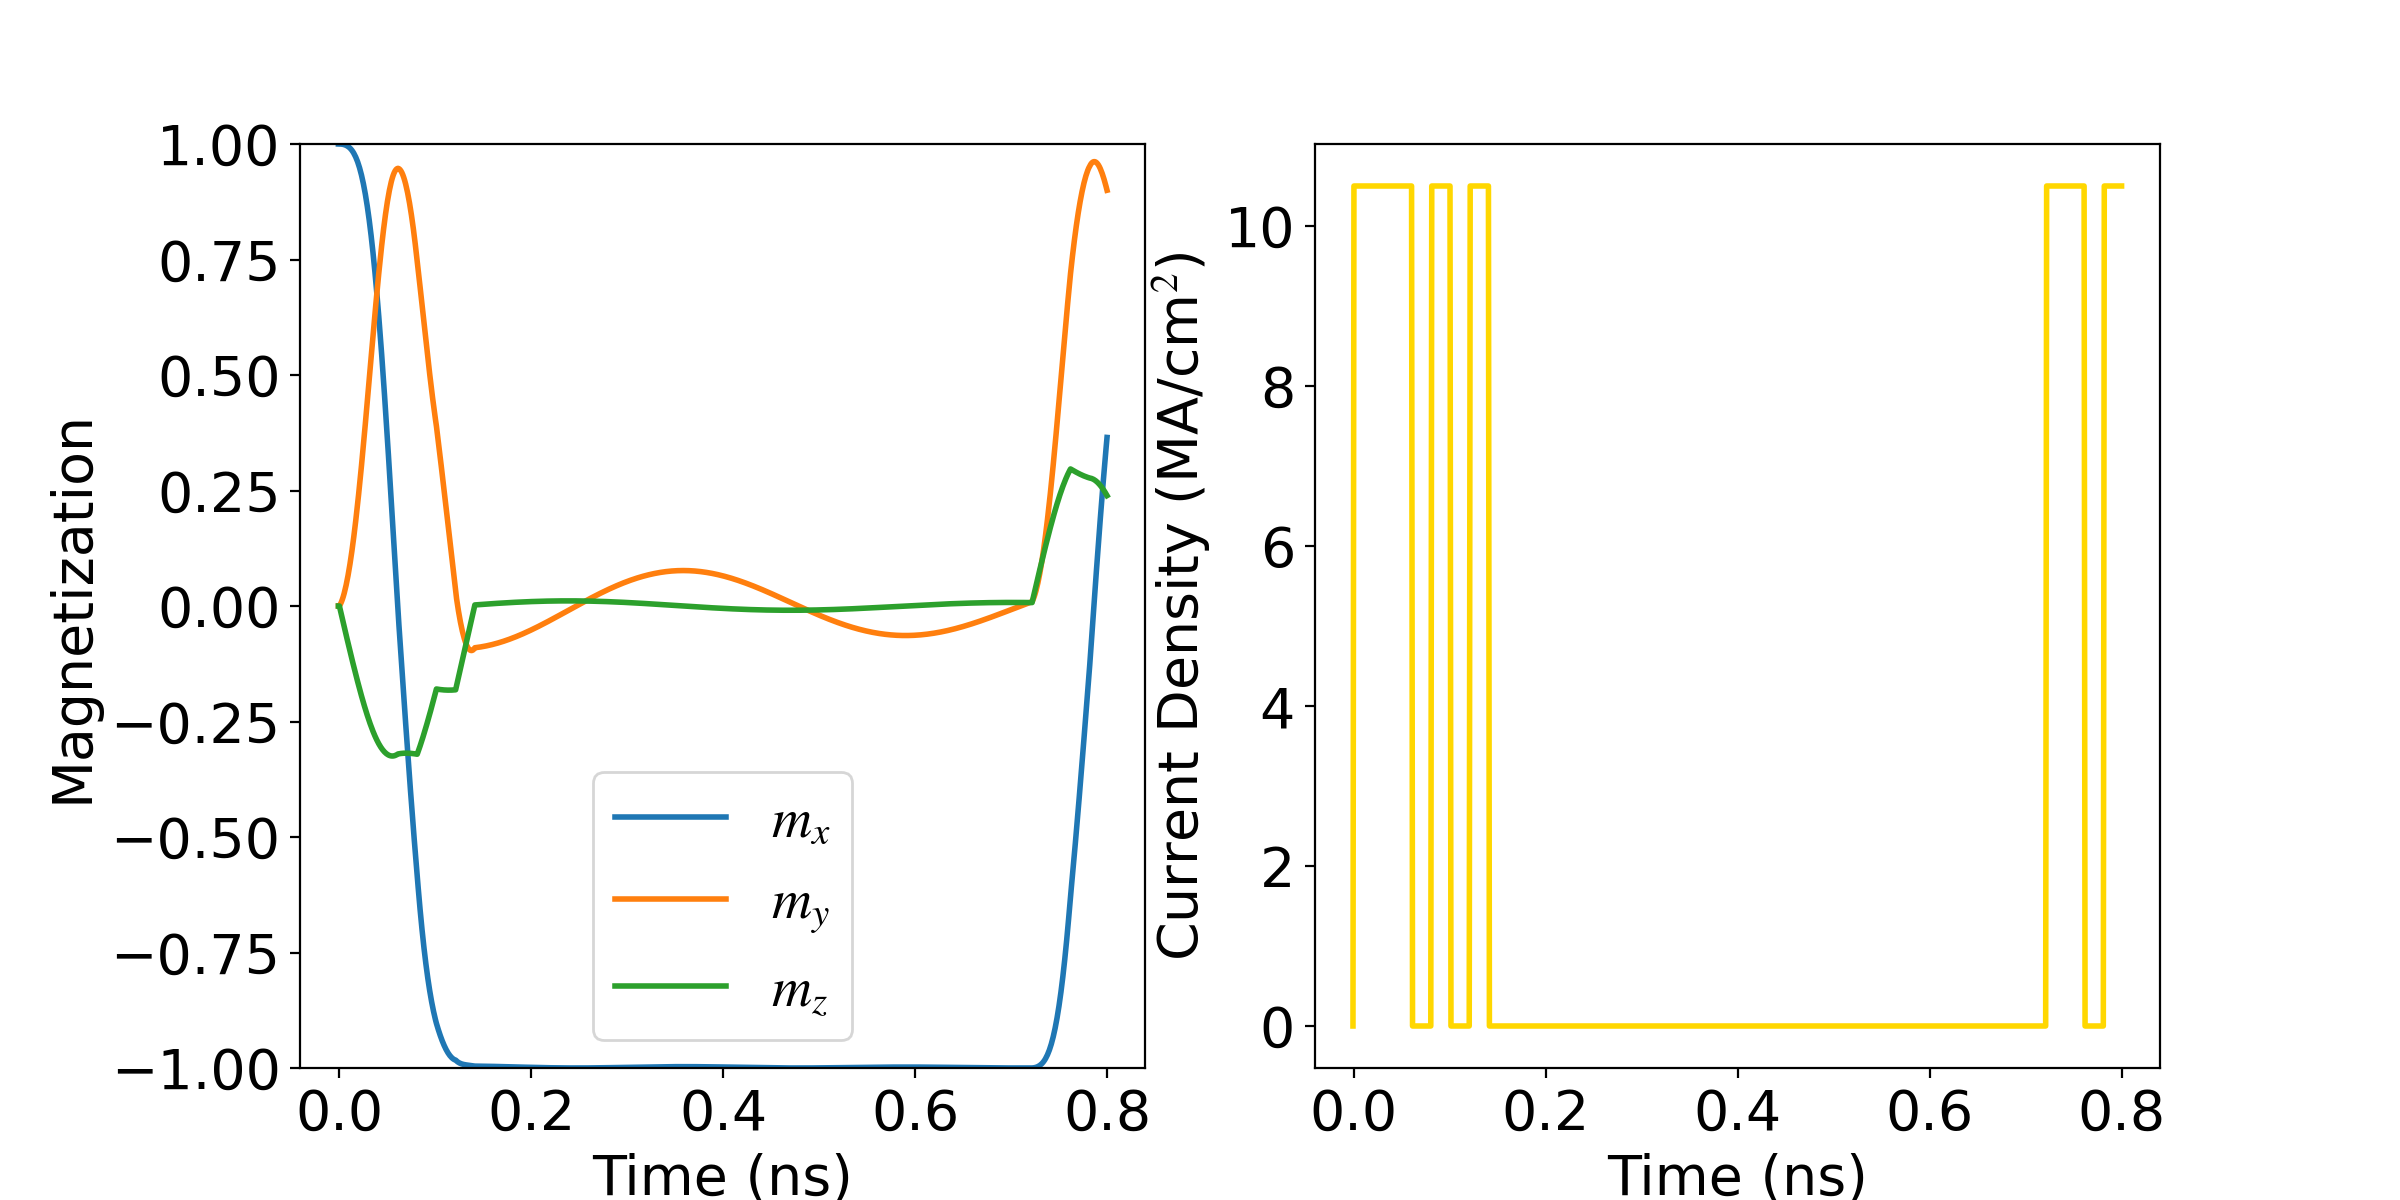 1.00
0.75
0.50
0.25
0.00
−0.25
−0.50
−0.75
−1.00
Magnetization
0.0 0.2 0.4 0.6 0.8
Time (ns)
m_x
m_y
m_z
10
8
6
4
2
0
Current Density (MA/cm²)
0.0 0.2 0.4 0.6 0.8
Time (ns)